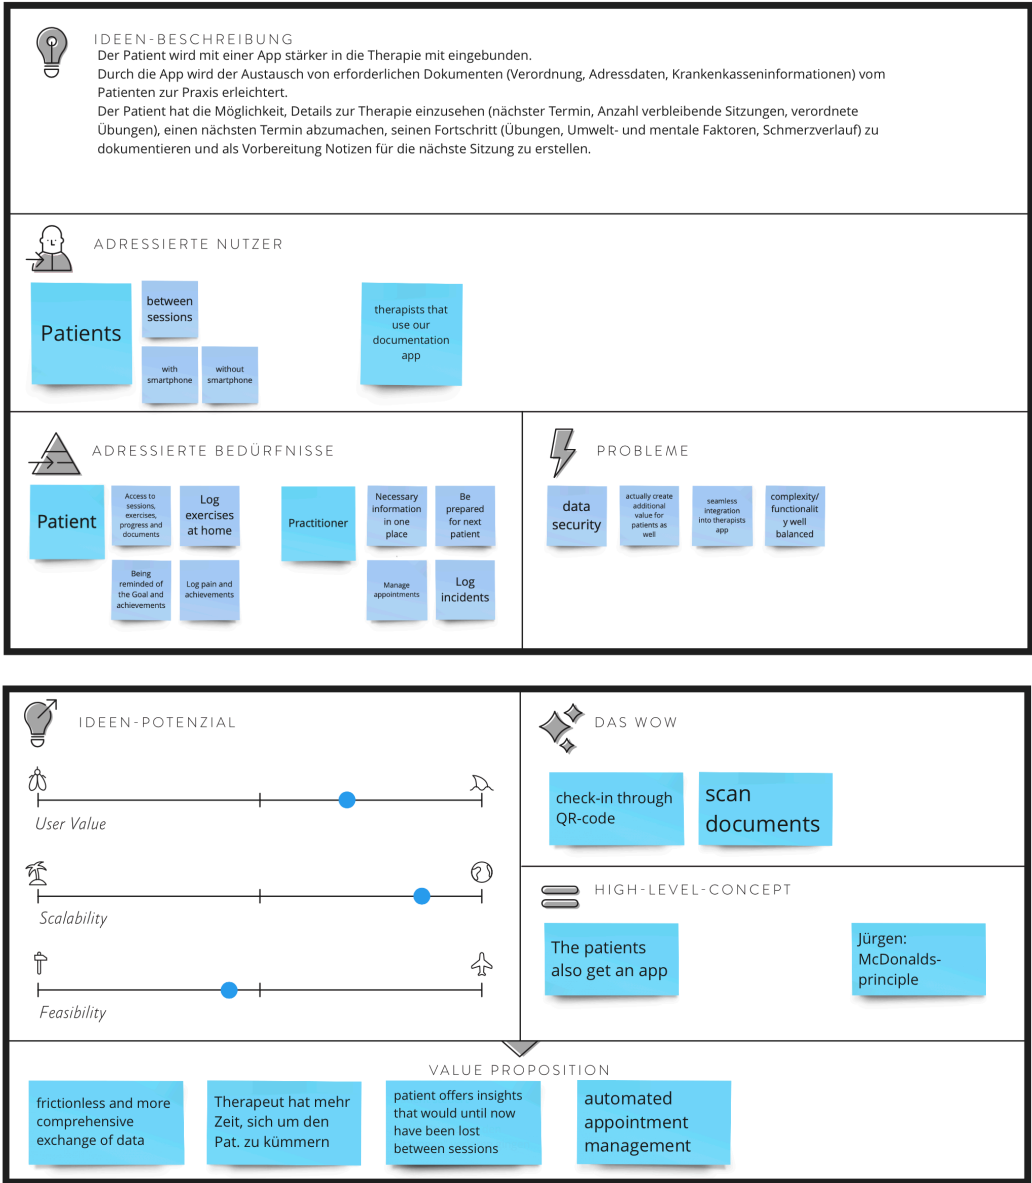 IDEEN-BESCHREIBUNG
Der Patient wird mit einer App stärker in die Therapie mit eingebunden.
Durch die App wird der Austausch von erforderlichen Dokumenten (Verordnung, Adressdaten, Krankenkasseninformationen) vom
Patienten zur Praxis erleichtert.
Der Patient hat die Möglichkeit, Details zur Therapie einzusehen (nächster Termin, Anzahl verbleibende Sitzungen, verordnete
Übungen), einen nächsten Termin abzumachen, seinen Fortschritt (Übungen, Umwelt- und mentale Faktoren, Schmerzverlauf) zu
dokumentieren und als Vorbereitung Notizen für die nächste Sitzung zu erstellen.
ADRESSIERTE NUTZER
Patients
between
sessions
with
smartphone
without
smartphone
therapists that
use our
documentation
app
ADRESSIERTE BEDÜRFNISSE
Patient
Access to
sessions,
exercises,
progress and
documents
Log
exercises
at home
Being
reminded of
the Goal and
achievements
Log pain and
achievements
Practitioner
Necessary
information
in one
place
Be
prepared
for next
patient
Manage
appointments
Log
incidents
PROBLEME
data
security
actually create
additional
value for
patients as
well
seamless
integration
into therapists
app
complexity/
functionalit
y well
balanced
IDEEN-POTENZIAL
User Value
Scalability
Feasibility
DAS WOW
check-in through
QR-code
scan
documents
HIGH-LEVEL-CONCEPT
The patients
also get an app
Jürgen:
McDonalds-
principle
VALUE PROPOSITION
frictionless and more
comprehensive
exchange of data
Therapeut hat mehr
Zeit, sich um den
Pat. zu kümmern
patient offers insights
that would until now
have been lost
between sessions
automated
appointment
management